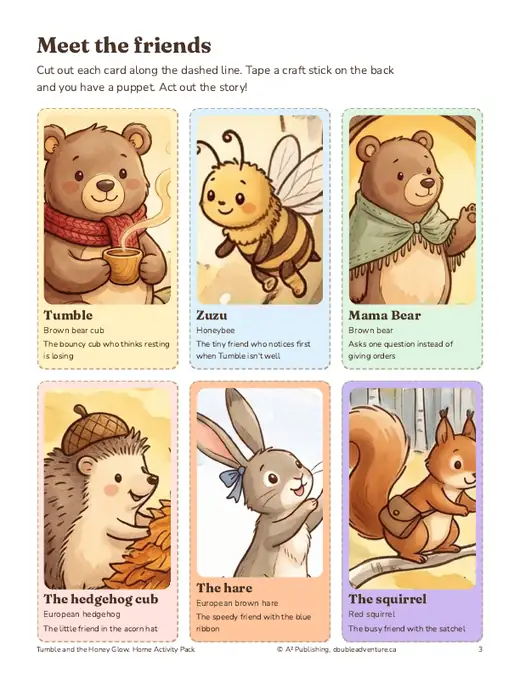 Meet the friends
Cut out each card along the dashed line. Tape a craft stick on the back
and you have a puppet. Act out the story!
Tumble
Brown bear cub
The bouncy cub who thinks resting
is losing
Zuzu
Honeybee
The tiny friend who notices first
when Tumble isn't well
Mama Bear
Brown bear
Asks one question instead of
giving orders
The hedgehog cub
European hedgehog
The little friend in the acorn hat
The hare
European brown hare
The speedy friend with the blue
ribbon
The squirrel
Red squirrel
The busy friend with the satchel
Tumble and the Honey Glow. Home Activity Pack
© A² Publishing, doubleadventure.ca
3